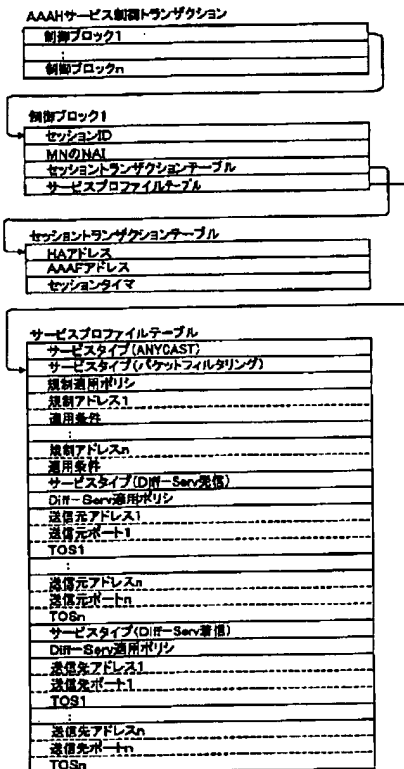 AAAHサービス制御トランザクション
制御ブロック1
:
制御ブロックn
制御ブロック1
セッションID
MNのNAI
セッショントランザクションテーブル
サービスプロファイルテーブル
セッショントランザクションテーブル
HAアドレス
AAAFアドレス
セッションタイマ
サービスプロファイルテーブル
サービスタイプ(ANYCAST)
サービスタイプ(パケットフィルタリング)
規制適用ポリシ
規制アドレス1
適用条件
:
規制アドレスn
適用条件
サービスタイプ(Diff-Serv発信)
Diff-Serv適用ポリシ
送信元アドレス1
送信元ポート1
TOS1
:
送信元アドレスn
送信元ポートn
TOSn
サービスタイプ(Diff-Serv着信)
Diff-Serv適用ポリシ
送信先アドレス1
送信先ポート1
TOS1
:
送信先アドレスn
送信先ポートn
TOSn